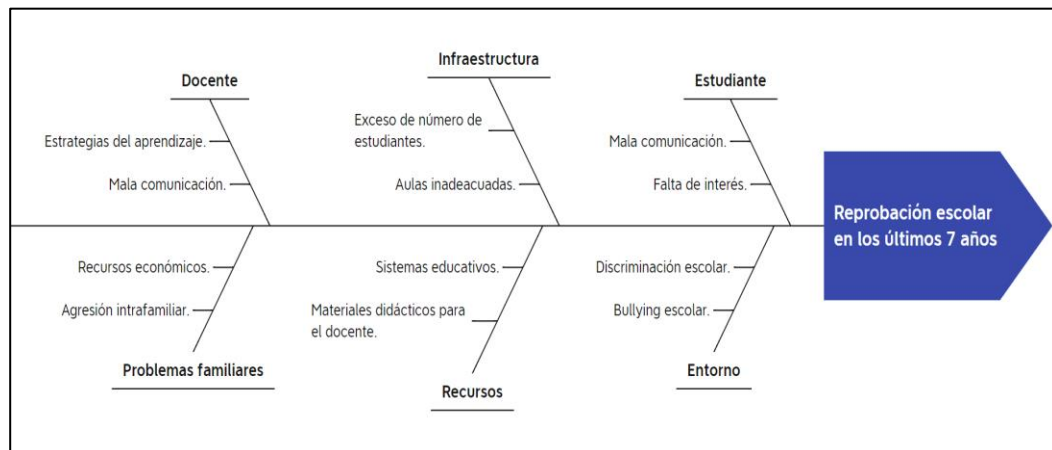 Infraestructura
Docente
Estudiante
Exceso de número de
estudiantes.
Estrategias del aprendizaje.
Mala comunicación.
Mala comunicación.
Aulas inadeacuadas.
Falta de interés.
Reprobación escolar
en los últimos 7 años
Recursos económicos.
Sistemas educativos.
Discriminación escolar.
Agresión intrafamiliar.
Materiales didácticos para
el docente.
Bullying escolar.
Problemas familiares
Recursos
Entorno